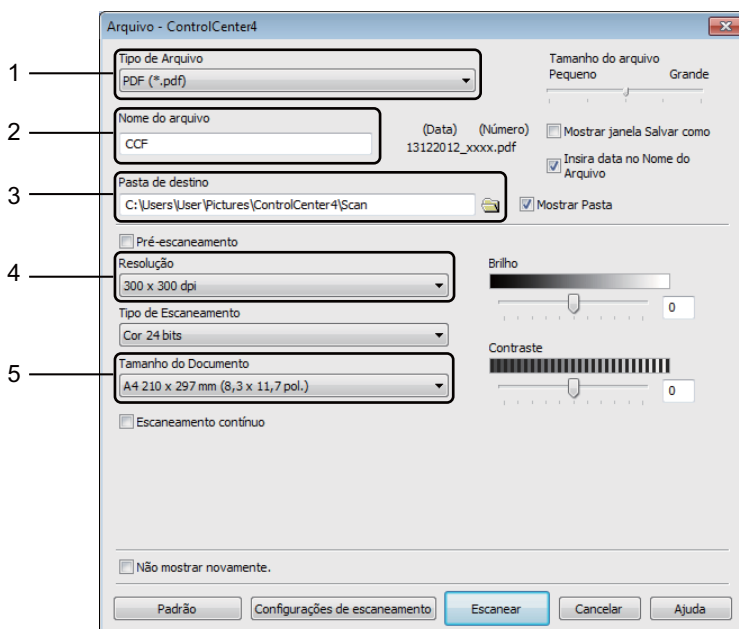 Arquivo - ControlCenter4
1
Tipo de Arquivo
PDF (*.pdf)
Tamanho do arquivo
Pequeno Grande
2
Nome do arquivo
CCF
(Data) (Número)
13122012_xxxx.pdf
Mostrar janela Salvar como
Insira data no Nome do
Arquivo
3
Pasta de destino
C:\Users\User\Pictures\ControlCenter4\Scan
Mostrar Pasta
Pré-escaneamento
4
Resolução
300 x 300 dpi
Tipo de Escaneamento
Cor 24 bits
5
Tamanho do Documento
A4 210 x 297 mm (8,3 x 11,7 pol.)
Escaneamento contínuo
Brilho
0
Contraste
0
Não mostrar novamente.
Padrão Configurações de escaneamento Escanear Cancelar Ajuda